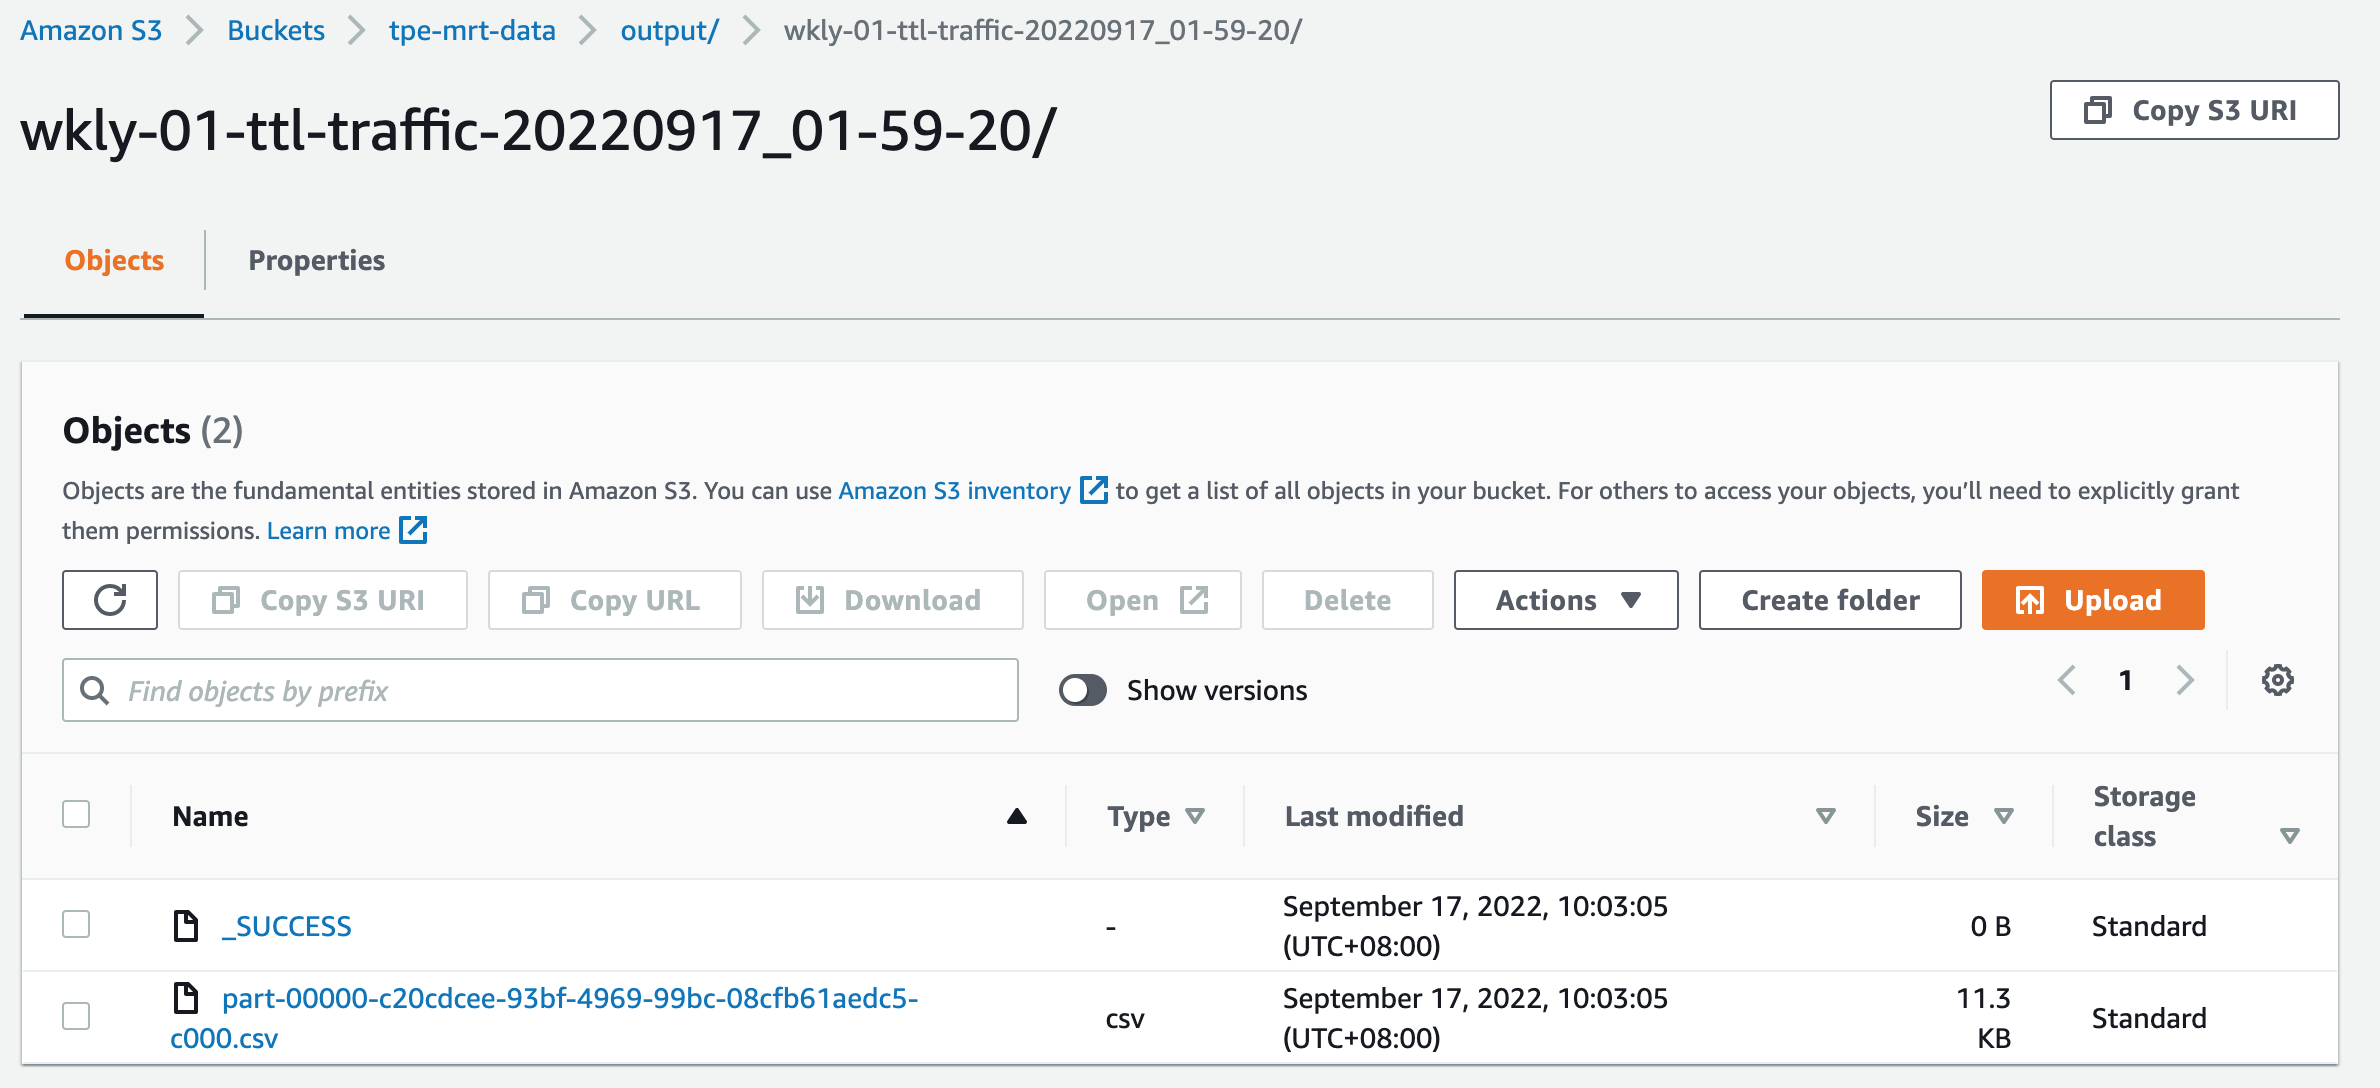 Amazon S3 > Buckets > tpe-mrt-data > output/ > wkly-01-ttl-traffic-20220917_01-59-20/
wkly-01-ttl-traffic-20220917_01-59-20/
Copy S3 URI
Objects Properties
Objects (2)
Objects are the fundamental entities stored in Amazon S3. You can use Amazon S3 inventory to get a list of all objects in your bucket. For others to access your objects, you’ll need to explicitly grant
them permissions. Learn more
Copy S3 URI Copy URL Download Open Delete Actions Create folder Upload
Find objects by prefix Show versions 1
Name Type Last modified Size Storage
class
_SUCCESS - September 17, 2022, 10:03:05
(UTC+08:00) 0 B Standard
part-00000-c20cdcee-93bf-4969-99bc-08cfb61aedc5-
c000.csv csv September 17, 2022, 10:03:05
(UTC+08:00) 11.3
KB Standard